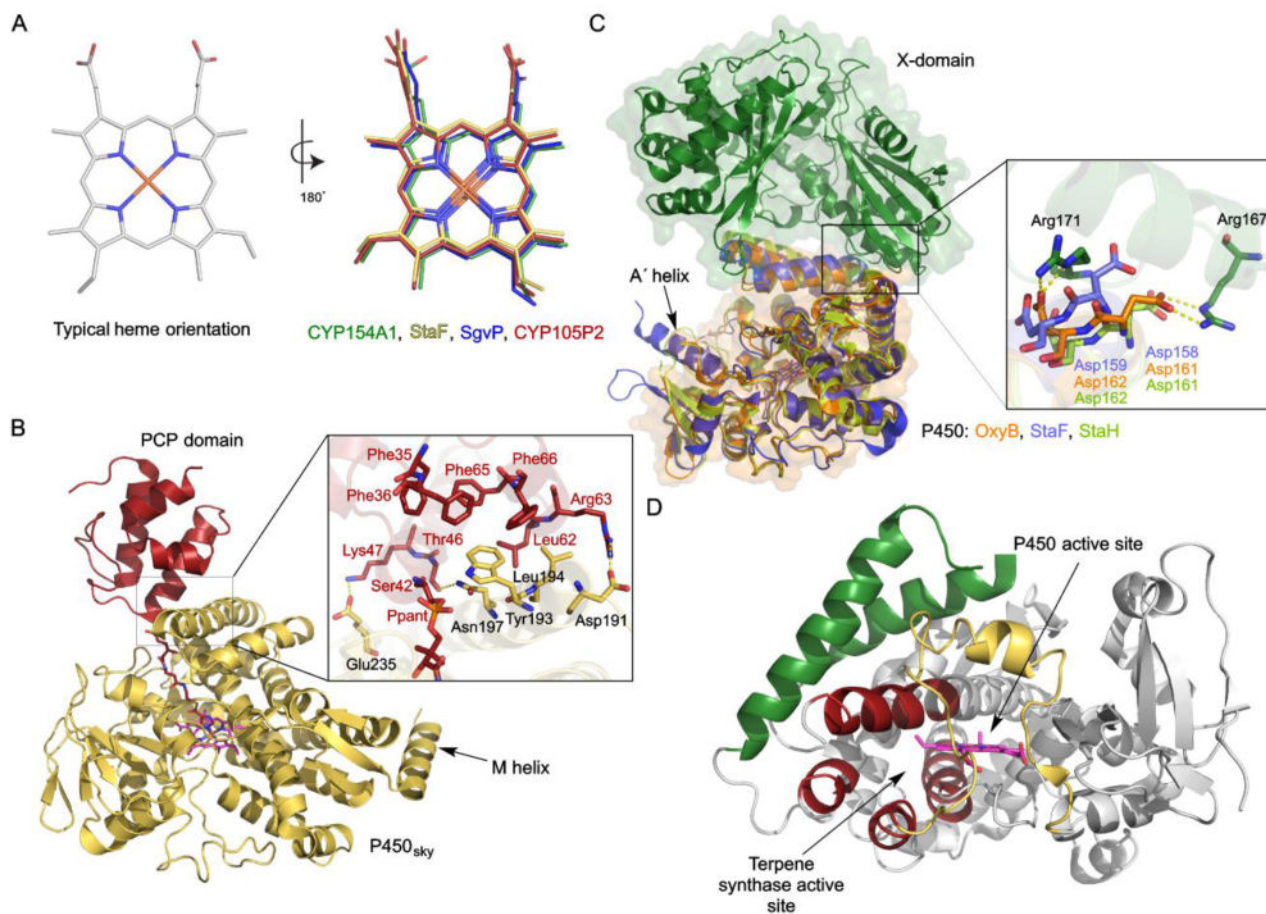 A
180°
Typical heme orientation
CYP154A1, StaF, SgvP, CYP105P2
B
PCP domain
Phe35
Phe65
Phe66
Phe36
Arg63
Lys47
Thr46
Leu62
Ser42
Leu194
Ppant
Asn197
Tyr193
Asp191
Glu235
M helix
P450sky
C
X-domain
A´ helix
Arg171
Arg167
Asp159
Asp158
Asp162
Asp161
Asp162
Asp161
P450: OxyB, StaF, StaH
D
P450 active site
Terpene
synthase active
site